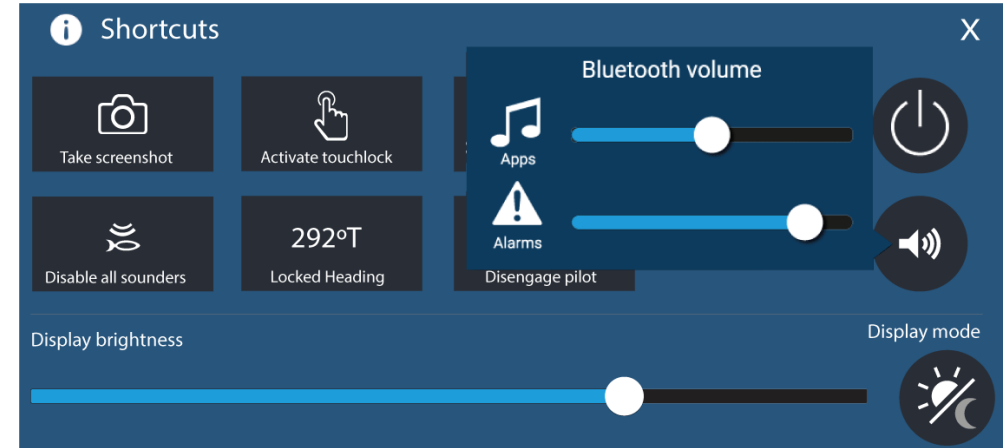 Shortcuts
X
Bluetooth volume
Apps
Alarms
Take screenshot
Activate touchlock
Disable all sounders
292ºT
Locked Heading
Disengage pilot
Display brightness
Display mode